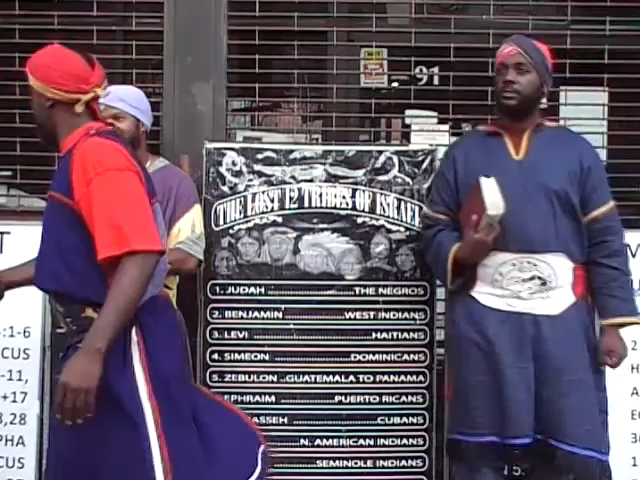 91
THE LOST 12 TRIBES OF ISRAEL
1. JUDAH ........................THE NEGROS
2. BENJAMIN ..................WEST INDIANS
3. LEVI ..............................HAITIANS
4. SIMEON ........................DOMINICANS
5. ZEBULON ..GUATEMALA TO PANAMA
EPHRAIM ..................PUERTO RICANS
ASSEH ..........................CUBANS
..............N. AMERICAN INDIANS
..............SEMINOLE INDIANS
T
:1-6
CUS
-11,
+17
,28
PHA
CUS